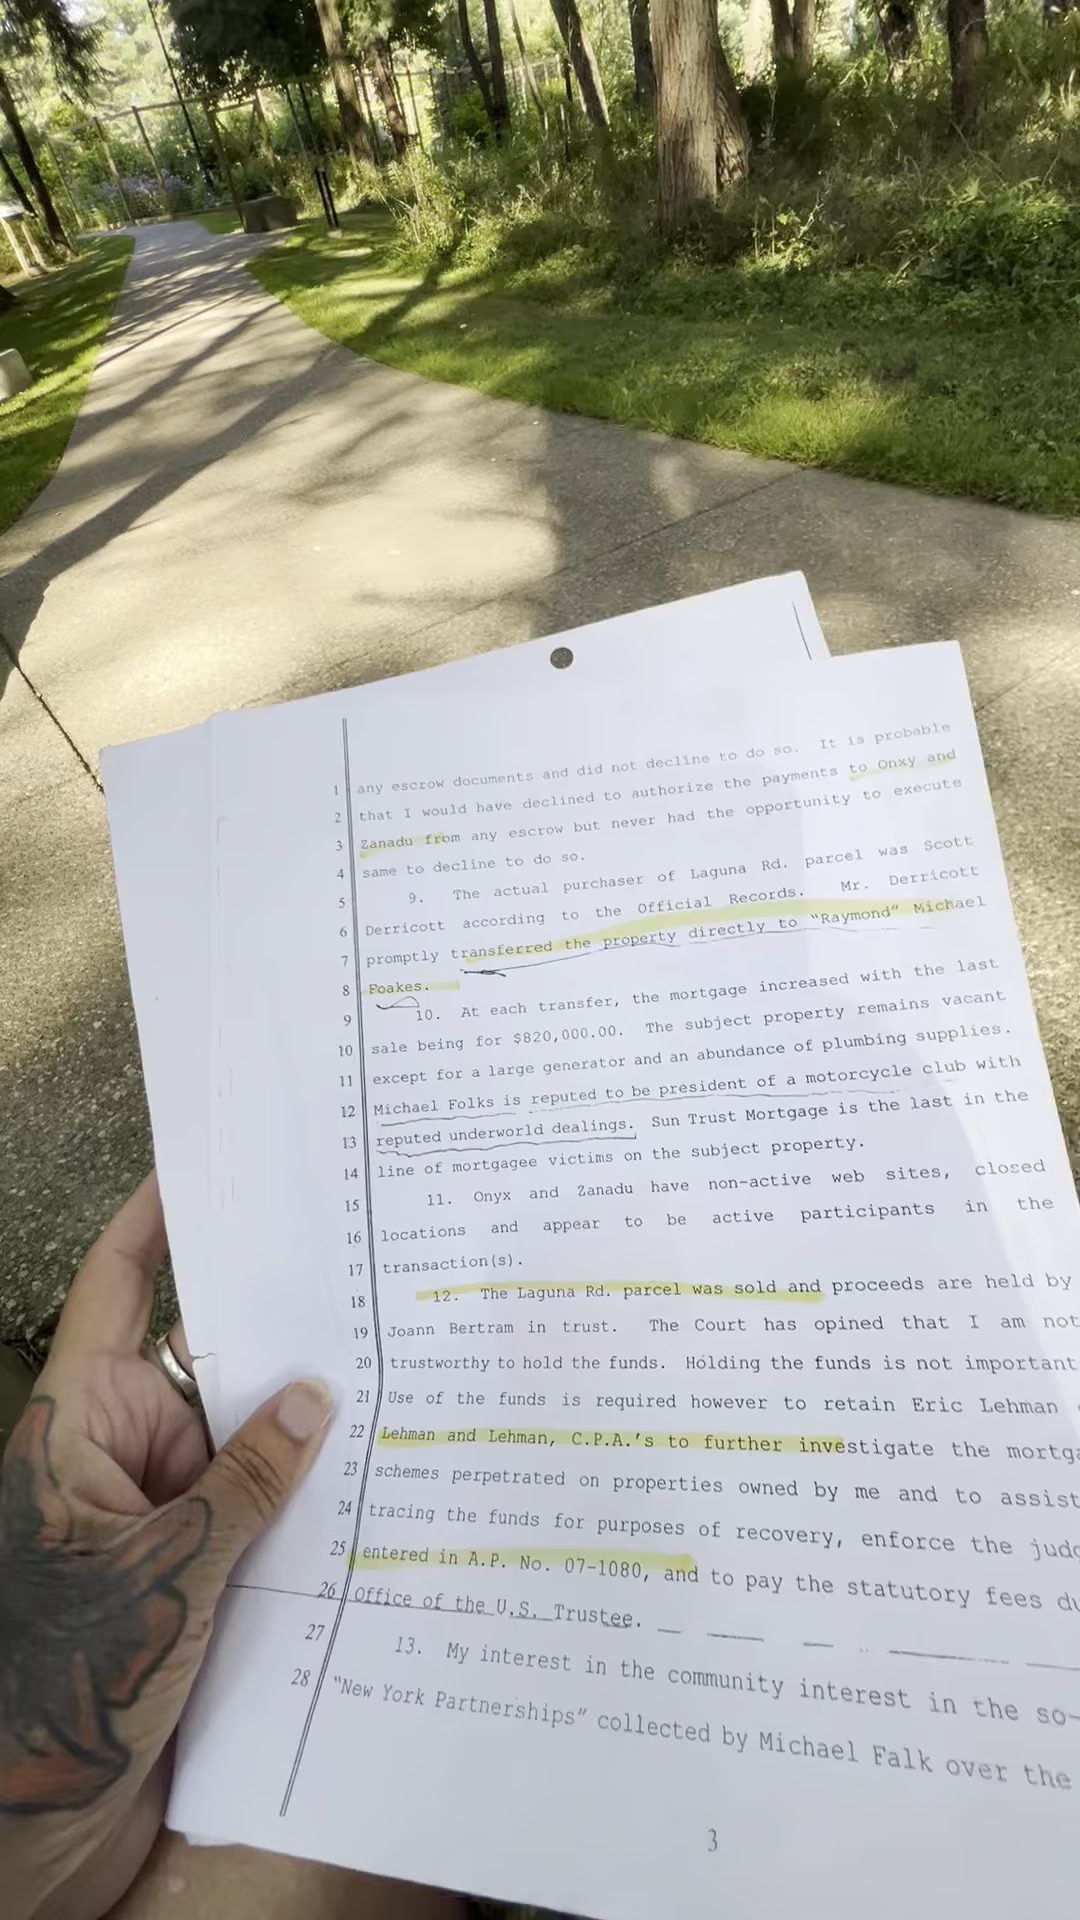 1 any escrow documents and did not decline to do so. It is probable
2 that I would have declined to authorize the payments to Onxy and
3 Zanadu from any escrow but never had the opportunity to execute
4 same to decline to do so.
5 9. The actual purchaser of Laguna Rd. parcel was Scott
6 Derricott according to the Official Records. Mr. Derricott
7 promptly transferred the property directly to "Raymond" Michael
8 Foakes.
9 10. At each transfer, the mortgage increased with the last
10 sale being for $820,000.00. The subject property remains vacant
11 except for a large generator and an abundance of plumbing supplies.
12 Michael Folks is reputed to be president of a motorcycle club with
13 reputed underworld dealings. Sun Trust Mortgage is the last in the
14 line of mortgagee victims on the subject property.
15 11. Onyx and Zanadu have non-active web sites, closed
16 locations and appear to be active participants in the
17 transaction(s).
18 12. The Laguna Rd. parcel was sold and proceeds are held by
19 Joann Bertram in trust. The Court has opined that I am not
20 trustworthy to hold the funds. Holding the funds is not important
21 Use of the funds is required however to retain Eric Lehman
22 Lehman and Lehman, C.P.A.'s to further investigate the mortga
23 schemes perpetrated on properties owned by me and to assist
24 tracing the funds for purposes of recovery, enforce the jud
25 entered in A.P. No. 07-1080, and to pay the statutory fees du
26 Office of the U.S. Trustee.
27 13. My interest in the community interest in the so-
28 "New York Partnerships" collected by Michael Falk over the
3